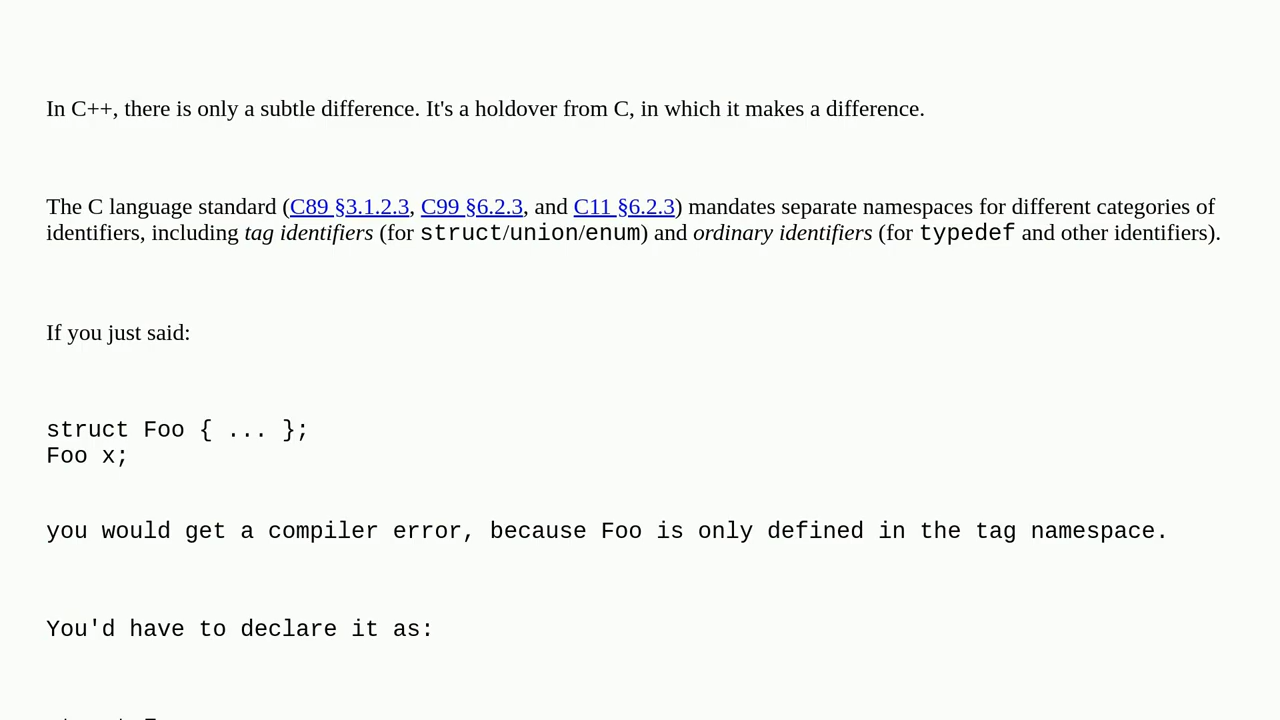 In C++, there is only a subtle difference. It's a holdover from C, in which it makes a difference.
The C language standard (C89 §3.1.2.3, C99 §6.2.3, and C11 §6.2.3) mandates separate namespaces for different categories of
identifiers, including tag identifiers (for struct/union/enum) and ordinary identifiers (for typedef and other identifiers).
If you just said:
struct Foo { ... };
Foo x;
you would get a compiler error, because Foo is only defined in the tag namespace.
You'd have to declare it as: